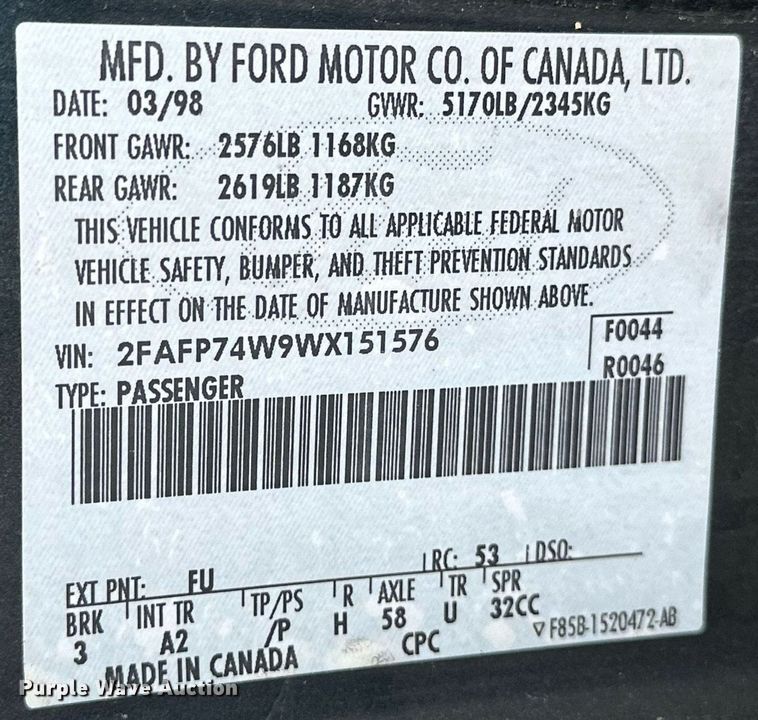 MFD. BY FORD MOTOR CO. OF CANADA, LTD.
DATE: 03/98 GVWR: 5170LB/2345KG
FRONT GAWR: 2576LB 1168KG
REAR GAWR: 2619LB 1187KG
THIS VEHICLE CONFORMS TO ALL APPLICABLE FEDERAL MOTOR
VEHICLE SAFETY, BUMPER, AND THEFT PREVENTION STANDARDS
IN EFFECT ON THE DATE OF MANUFACTURE SHOWN ABOVE.
VIN: 2FAFP74W9WX151576 F0044
TYPE: PASSENGER R0046
EXT PNT: FU RC: 53 DSO:
BRK INT TR TP/PS R AXLE TR SPR
3 A2 /P H 58 U 32CC
CPC ▽F85B-1520472-AB
MADE IN CANADA
Purple Wave Auction